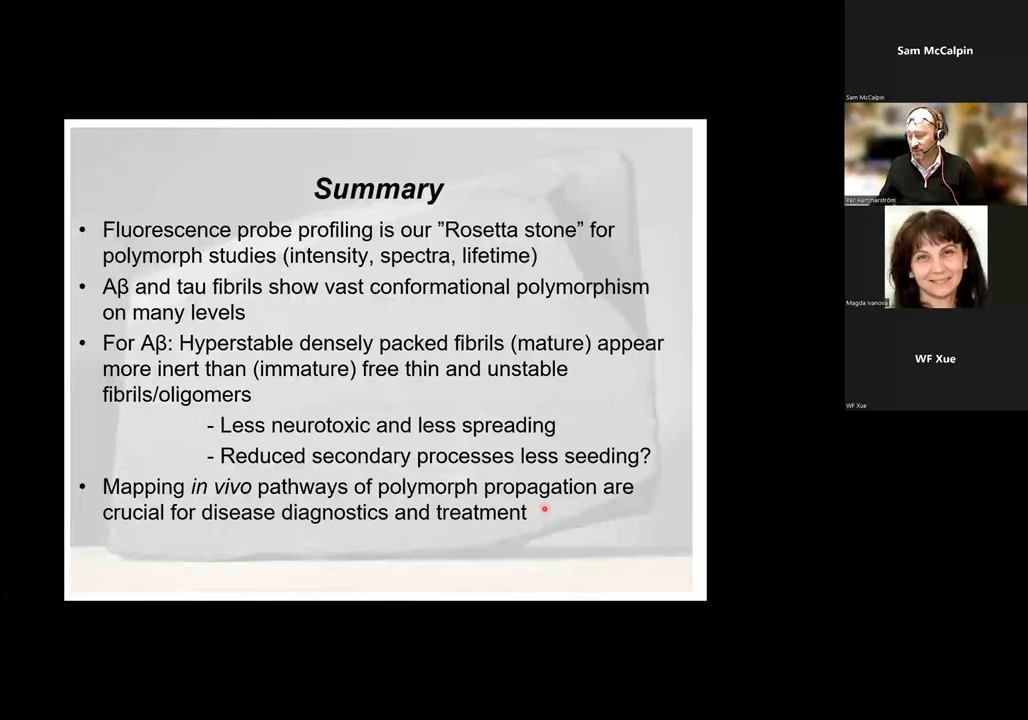 Summary
• Fluorescence probe profiling is our ”Rosetta stone” for
polymorph studies (intensity, spectra, lifetime)
• Aβ and tau fibrils show vast conformational polymorphism
on many levels
• For Aβ: Hyperstable densely packed fibrils (mature) appear
more inert than (immature) free thin and unstable
fibrils/oligomers
- Less neurotoxic and less spreading
- Reduced secondary processes less seeding?
• Mapping in vivo pathways of polymorph propagation are
crucial for disease diagnostics and treatment
Sam McCalpin
Sam McCalpin
Per Hammarström
Magda Ivanova
WF Xue
WF Xue